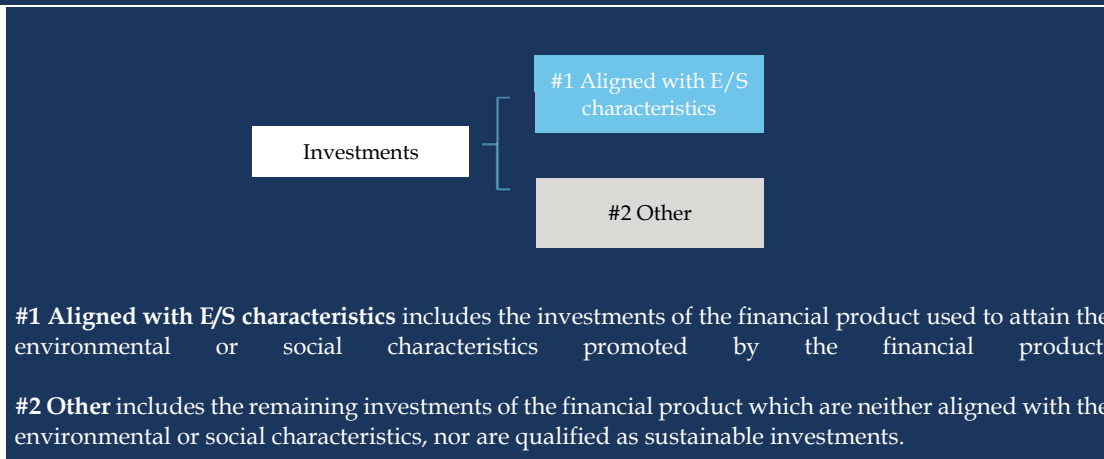 #1 Aligned with E/S
characteristics
Investments
#2 Other
#1 Aligned with E/S characteristics includes the investments of the financial product used to attain the
environmental or social characteristics promoted by the financial product
#2 Other includes the remaining investments of the financial product which are neither aligned with the
environmental or social characteristics, nor are qualified as sustainable investments.